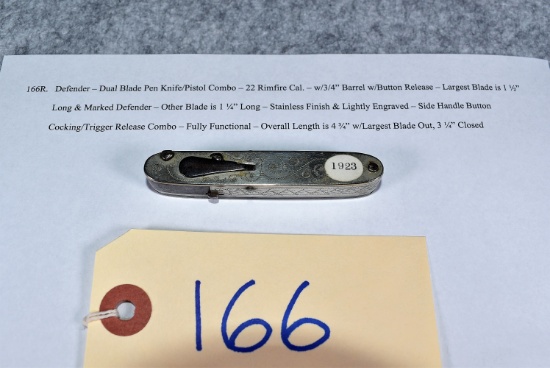 166R. Defender – Dual Blade Pen Knife/Pistol Combo – 22 Rimfire Cal. – w/3/4" Barrel w/Button Release – Largest Blade is 1 ½"
Long & Marked Defender – Other Blade is 1 ¼" Long – Stainless Finish & Lightly Engraved – Side Handle Button
Cocking/Trigger Release Combo – Fully Functional – Overall Length is 4 ¾" w/Largest Blade Out, 3 ¼" Closed
1923
166